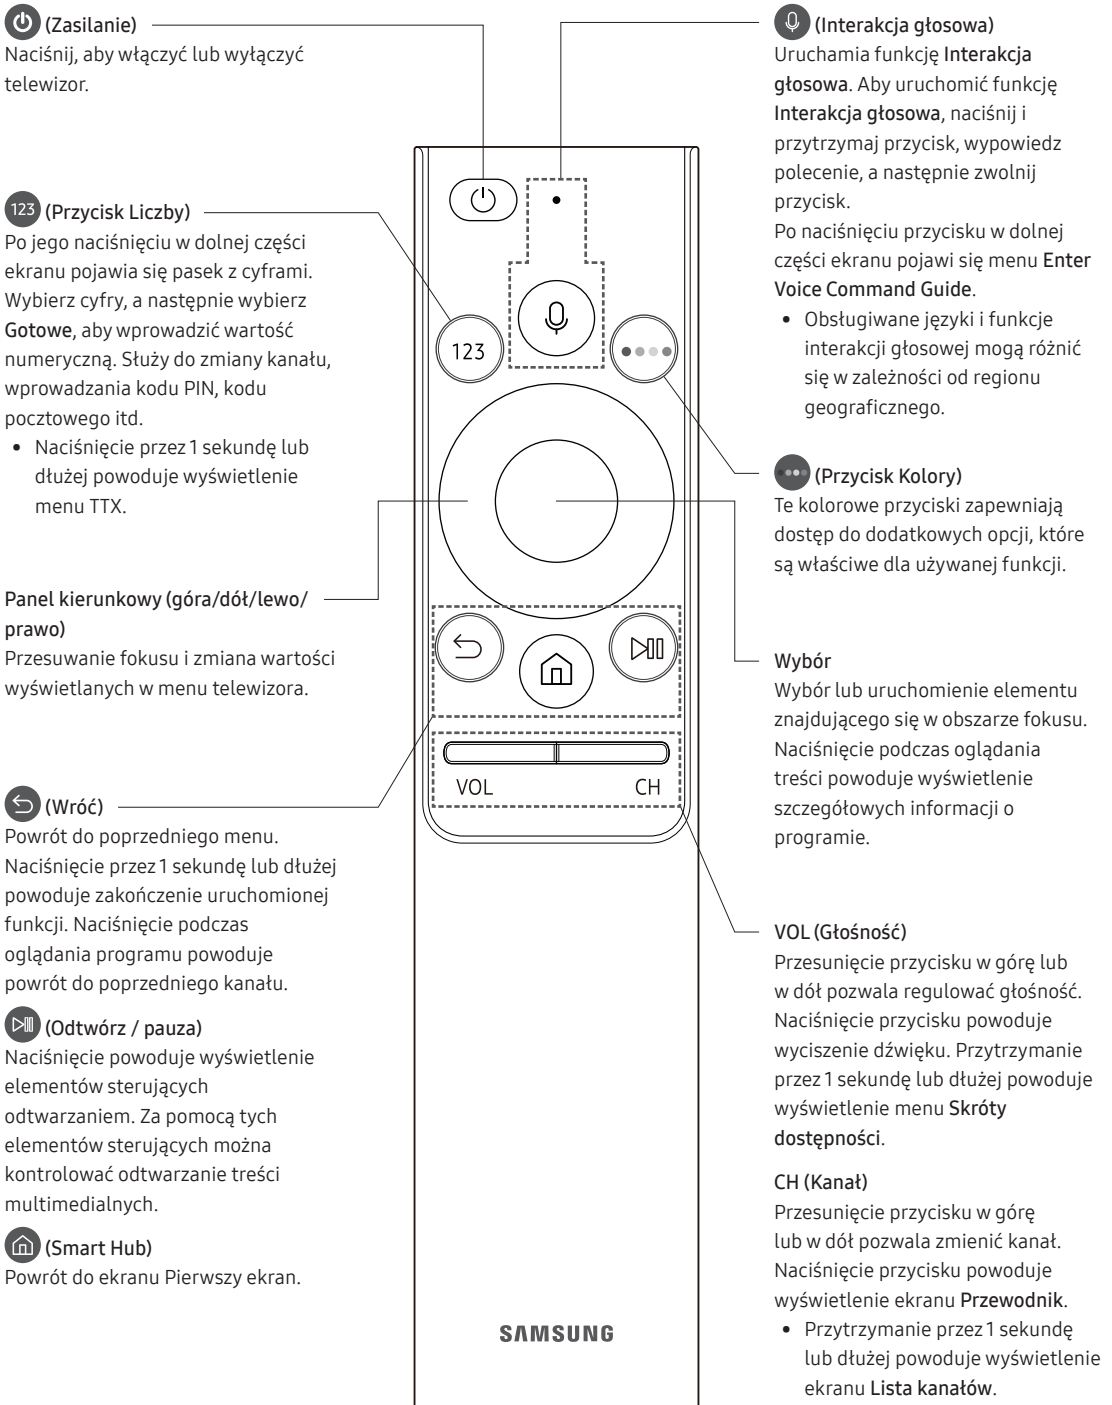 (Zasilanie)
Naciśnij, aby włączyć lub wyłączyć
telewizor.
123 (Przycisk Liczby)
Po jego naciśnięciu w dolnej części
ekranu pojawia się pasek z cyframi.
Wybierz cyfry, a następnie wybierz
Gotowe, aby wprowadzić wartość
numeryczną. Służy do zmiany kanału,
wprowadzania kodu PIN, kodu
pocztowego itd.
• Naciśnięcie przez 1 sekundę lub
dłużej powoduje wyświetlenie
menu TTX.
Panel kierunkowy (góra/dół/lewo/
prawo)
Przesuwanie fokusu i zmiana wartości
wyświetlanych w menu telewizora.
(Wróć)
Powrót do poprzedniego menu.
Naciśnięcie przez 1 sekundę lub dłużej
powoduje zakończenie uruchomionej
funkcji. Naciśnięcie podczas
oglądania programu powoduje
powrót do poprzedniego kanału.
(Odtwórz / pauza)
Naciśnięcie powoduje wyświetlenie
elementów sterujących
odtwarzaniem. Za pomocą tych
elementów sterujących można
kontrolować odtwarzanie treści
multimedialnych.
(Smart Hub)
Powrót do ekranu Pierwszy ekran.
123
VOL
CH
SAMSUNG
(Interakcja głosowa)
Uruchamia funkcję Interakcja
głosowa. Aby uruchomić funkcję
Interakcja głosowa, naciśnij i
przytrzymaj przycisk, wypowiedz
polecenie, a następnie zwolnij
przycisk.
Po naciśnięciu przycisku w dolnej
części ekranu pojawi się menu Enter
Voice Command Guide.
• Obsługiwane języki i funkcje
interakcji głosowej mogą różnić
się w zależności od regionu
geograficznego.
(Przycisk Kolory)
Te kolorowe przyciski zapewniają
dostęp do dodatkowych opcji, które
są właściwe dla używanej funkcji.
Wybór
Wybór lub uruchomienie elementu
znajdującego się w obszarze fokusu.
Naciśnięcie podczas oglądania
treści powoduje wyświetlenie
szczegółowych informacji o
programie.
VOL (Głośność)
Przesunięcie przycisku w górę lub
w dół pozwala regulować głośność.
Naciśnięcie przycisku powoduje
wyciszenie dźwięku. Przytrzymanie
przez 1 sekundę lub dłużej powoduje
wyświetlenie menu Skróty
dostępności.
CH (Kanał)
Przesunięcie przycisku w górę
lub w dół pozwala zmienić kanał.
Naciśnięcie przycisku powoduje
wyświetlenie ekranu Przewodnik.
• Przytrzymanie przez 1 sekundę
lub dłużej powoduje wyświetlenie
ekranu Lista kanałów.